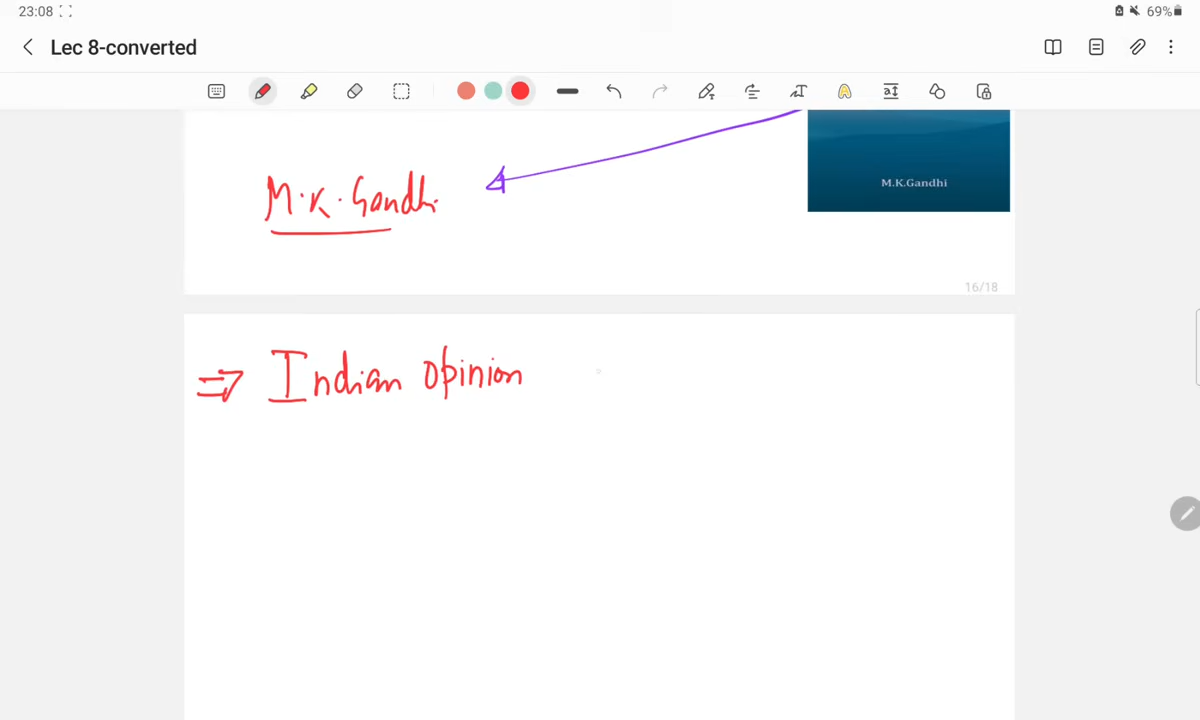 23:08
69%
Lec 8-converted
M.K.Gandhi
M.K.Gandhi
16/18
⇒ Indian opinion